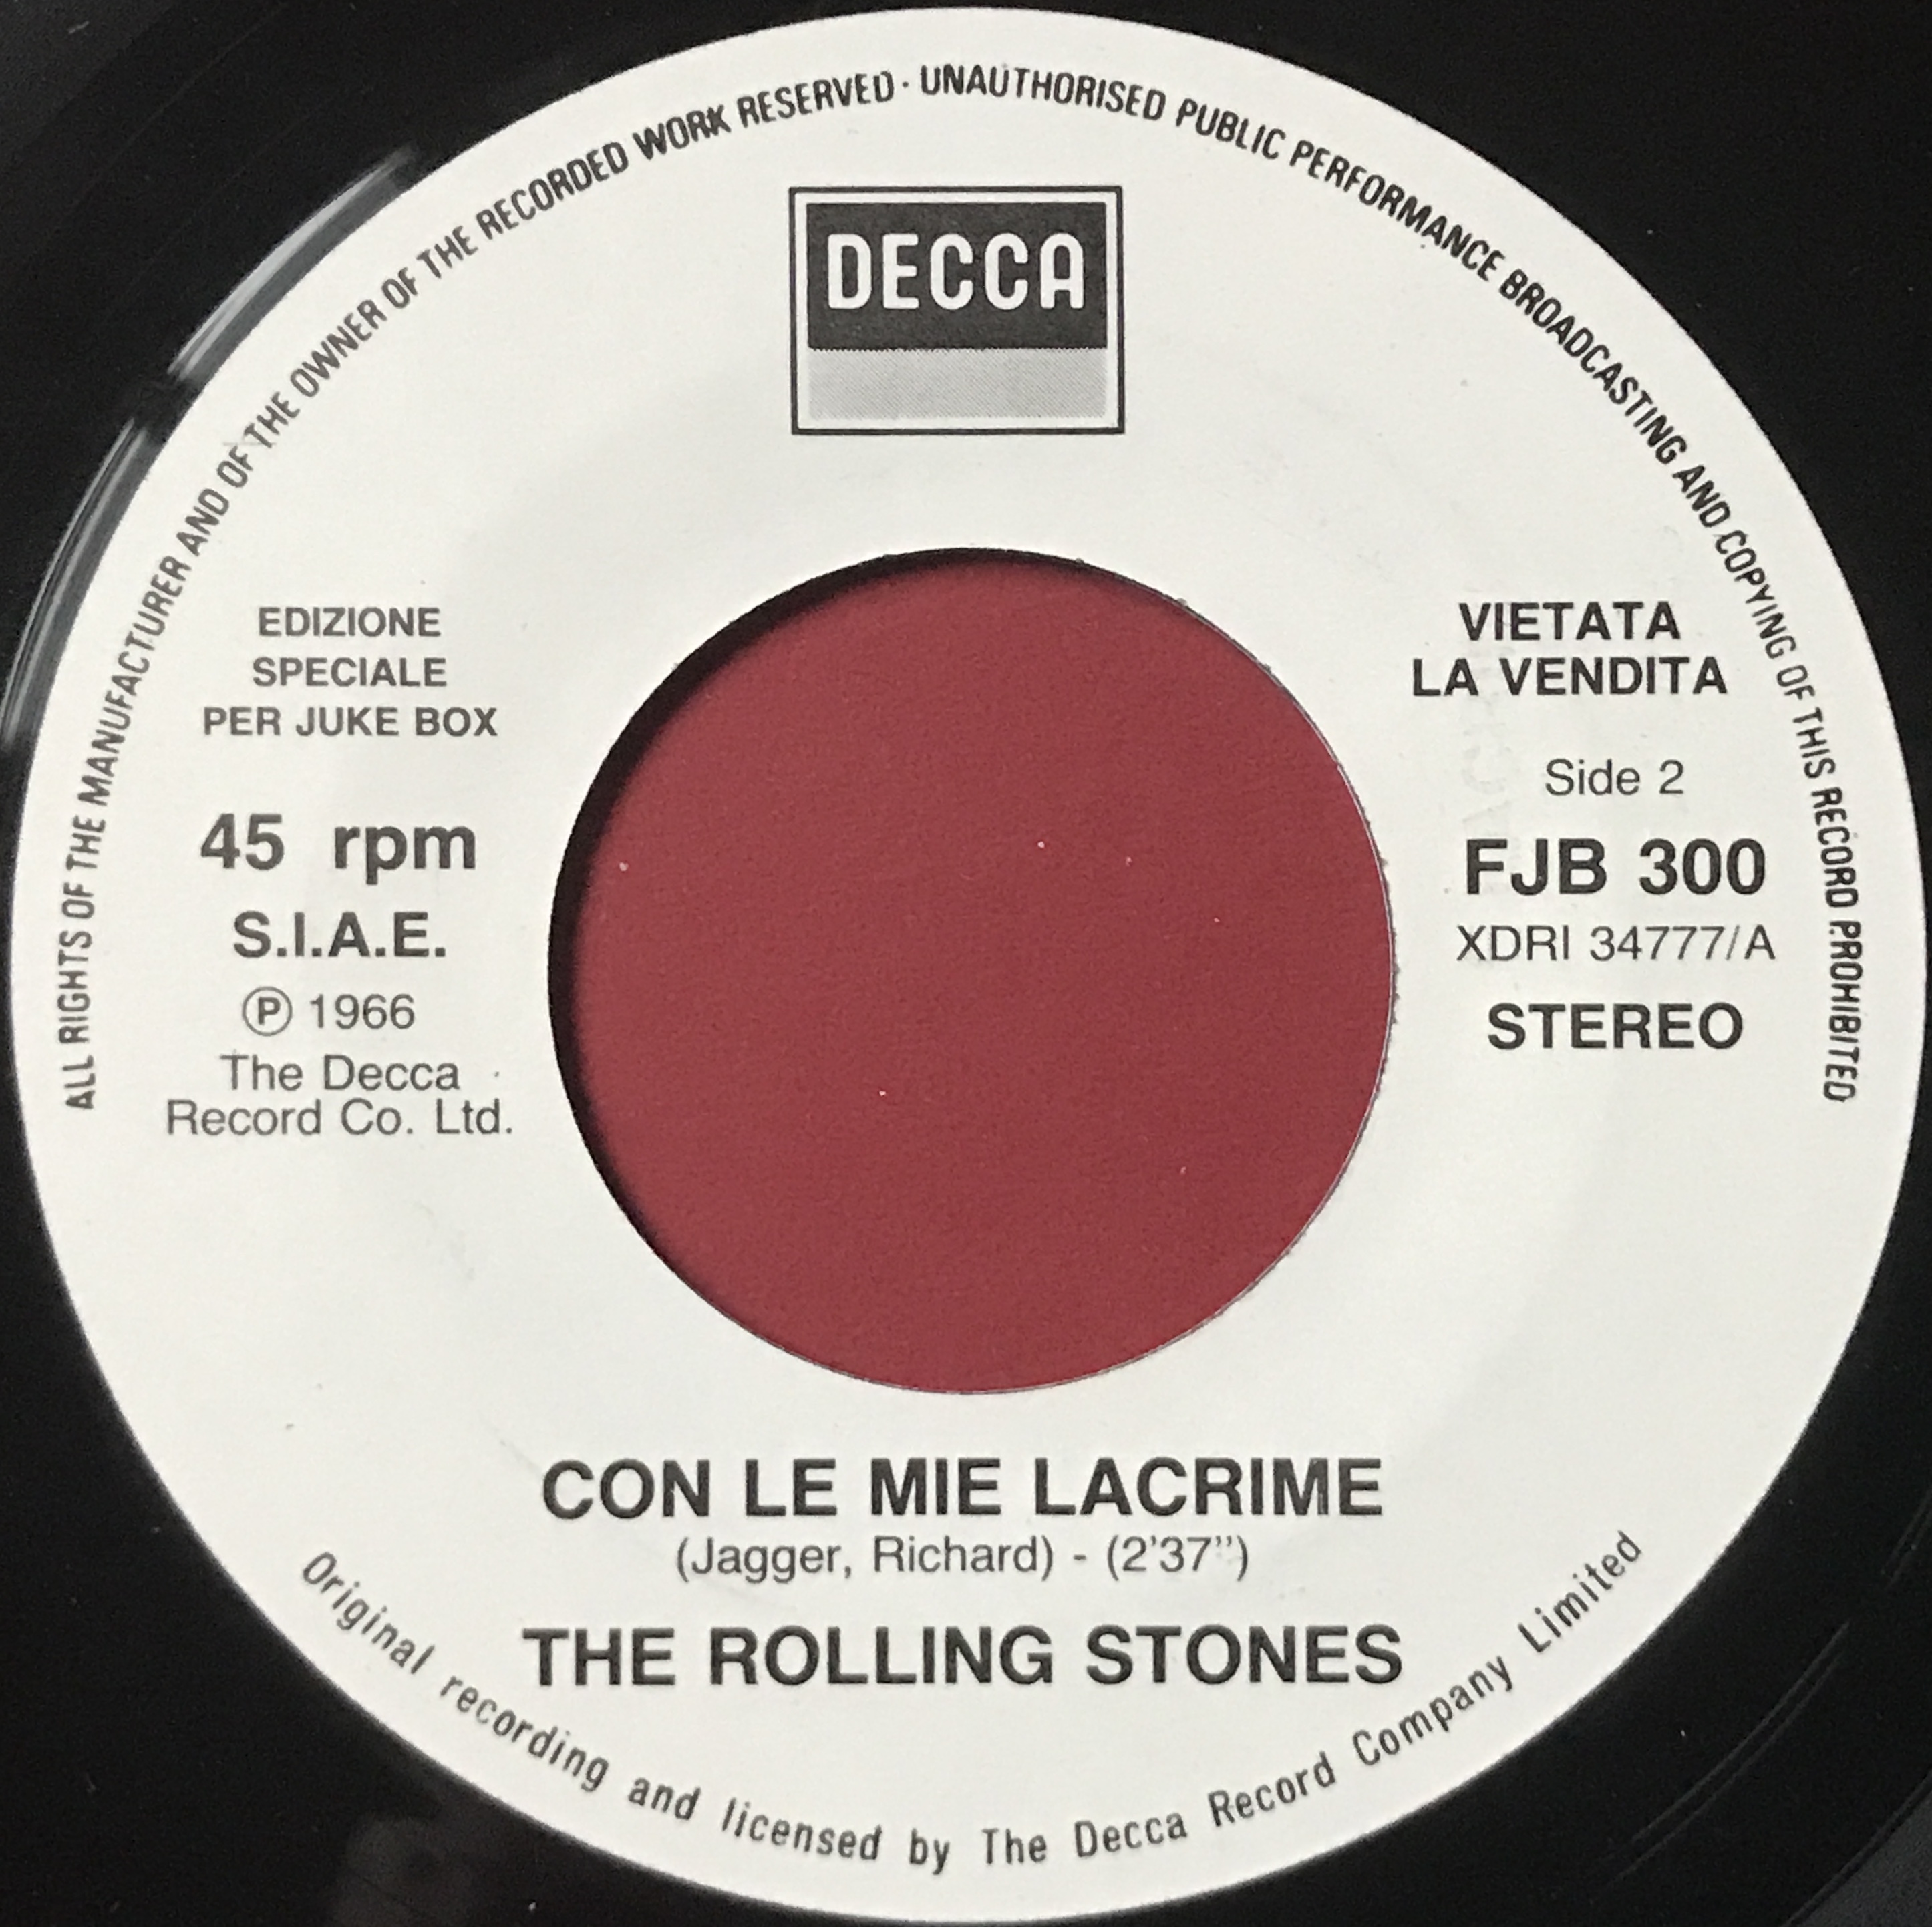 ALL RIGHTS OF THE MANUFACTURER AND OF THE OWNER OF THE RECORDED WORK RESERVED · UNAUTHORISED PUBLIC PERFORMANCE BROADCASTING AND COPYING OF THIS RECORD PROHIBITED
DECCA
EDIZIONE
SPECIALE
PER JUKE BOX
45 rpm
S.I.A.E.
Ⓟ 1966
The Decca
Record Co. Ltd.
VIETATA
LA VENDITA
Side 2
FJB 300
XDRI 34777/A
STEREO
CON LE MIE LACRIME
(Jagger, Richard) - (2'37")
THE ROLLING STONES
Original recording and licensed by The Decca Record Company Limited